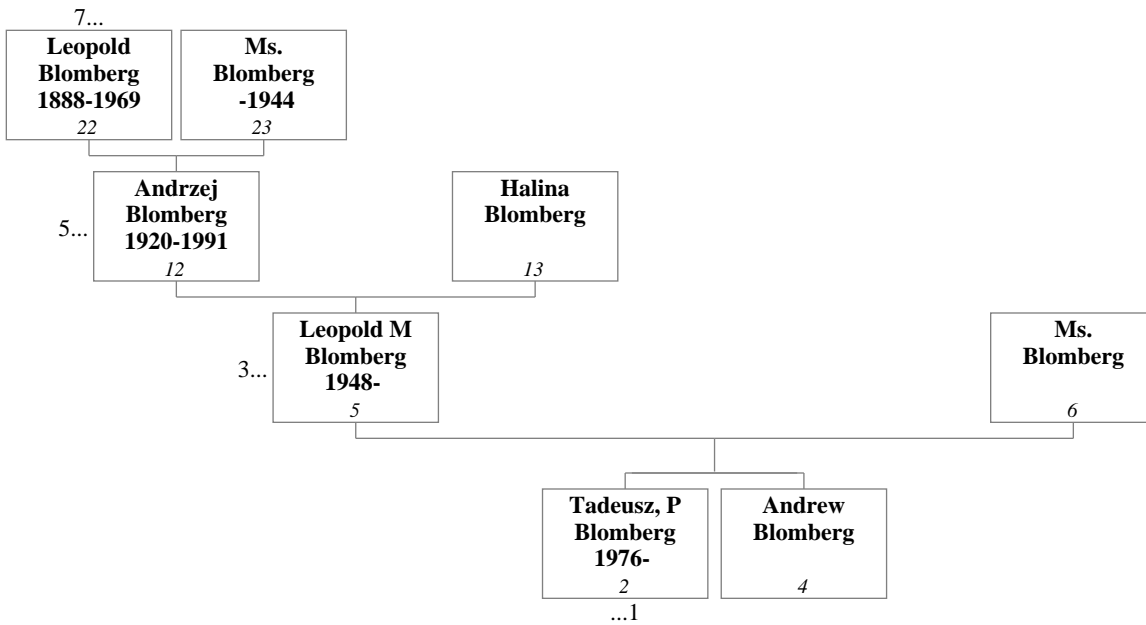 7...
Leopold
Blomberg
1888-1969
22
Ms.
Blomberg
-1944
23
5...
Andrzej
Blomberg
1920-1991
12
Halina
Blomberg
13
3...
Leopold M
Blomberg
1948-
5
Ms.
Blomberg
6
Tadeusz, P
Blomberg
1976-
2
Andrew
Blomberg
4
...1